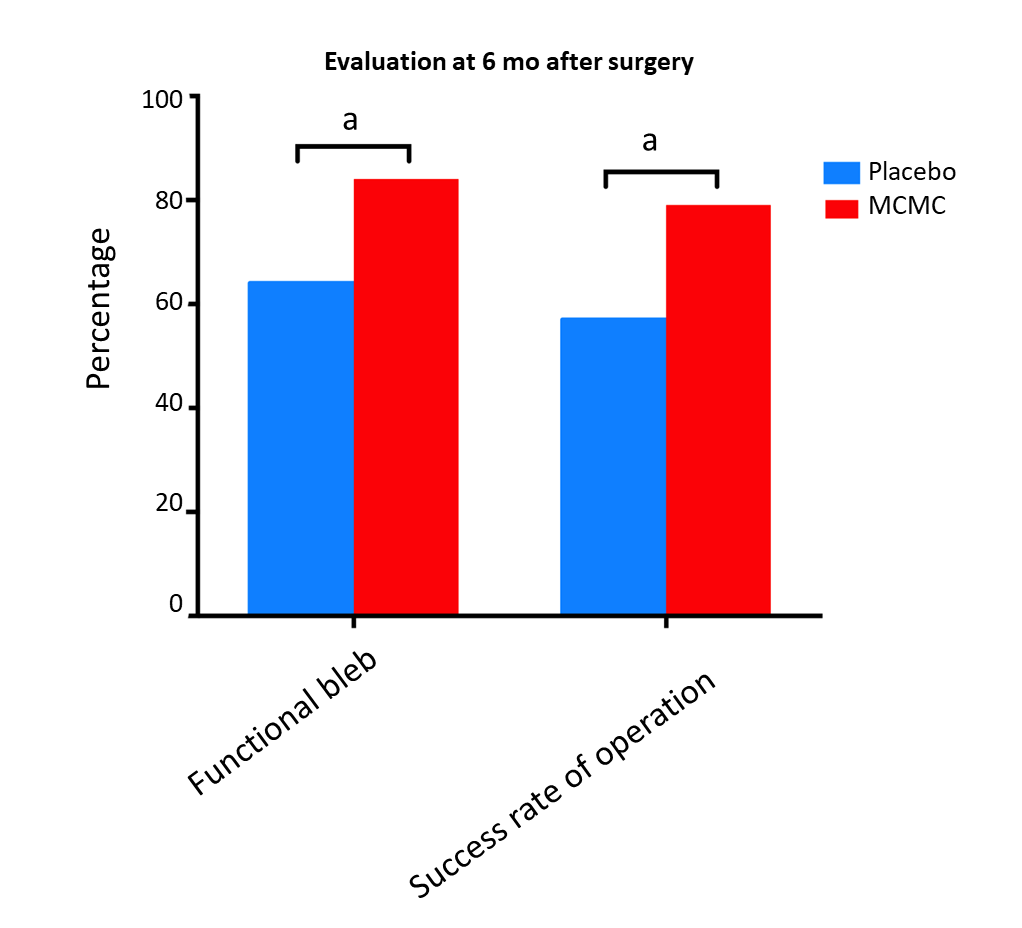 Evaluation at 6 mo after surgery
100
80
60
40
20
0
Percentage
a
a
Placebo
MCMC
Functional bleb
Success rate of operation